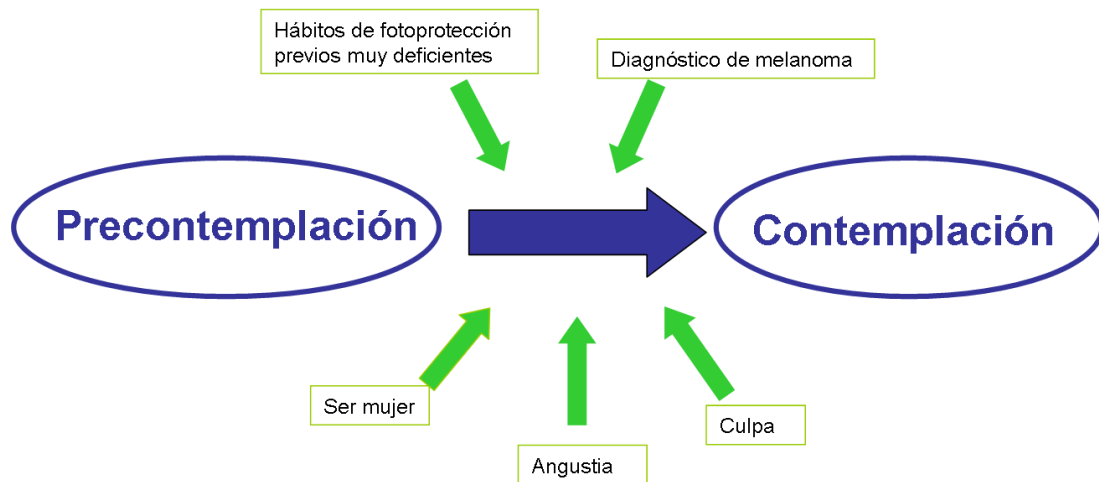 Hábitos de fotoprotección
previos muy deficientes
Diagnóstico de melanoma
Precontemplación
Contemplación
Ser mujer
Culpa
Angustia